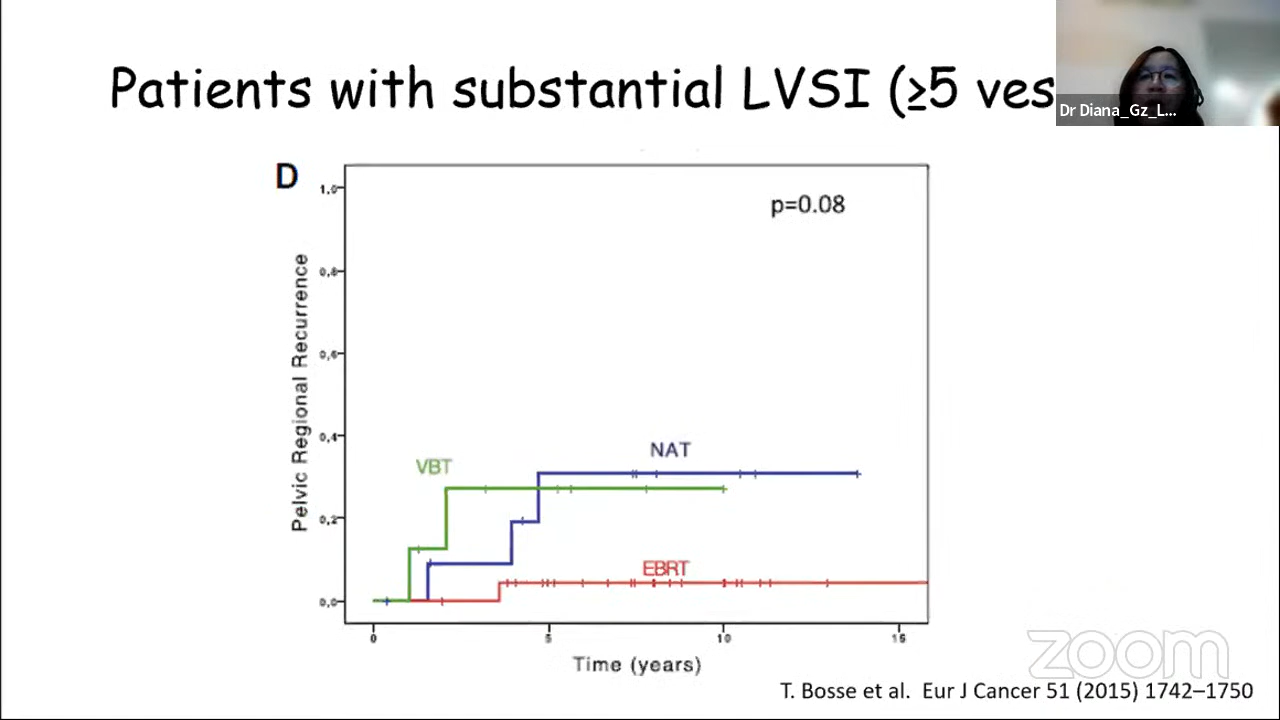 Patients with substantial LVSI (≥5 ves
Dr Diana_Gz_L...
D
p=0.08
Pelvic Regional Recurrence
1,0
0,8
0,6
0,4
0,2
0,0
VBT
NAT
EBRT
0 5 10 15
Time (years)
zoom
T. Bosse et al. Eur J Cancer 51 (2015) 1742–1750